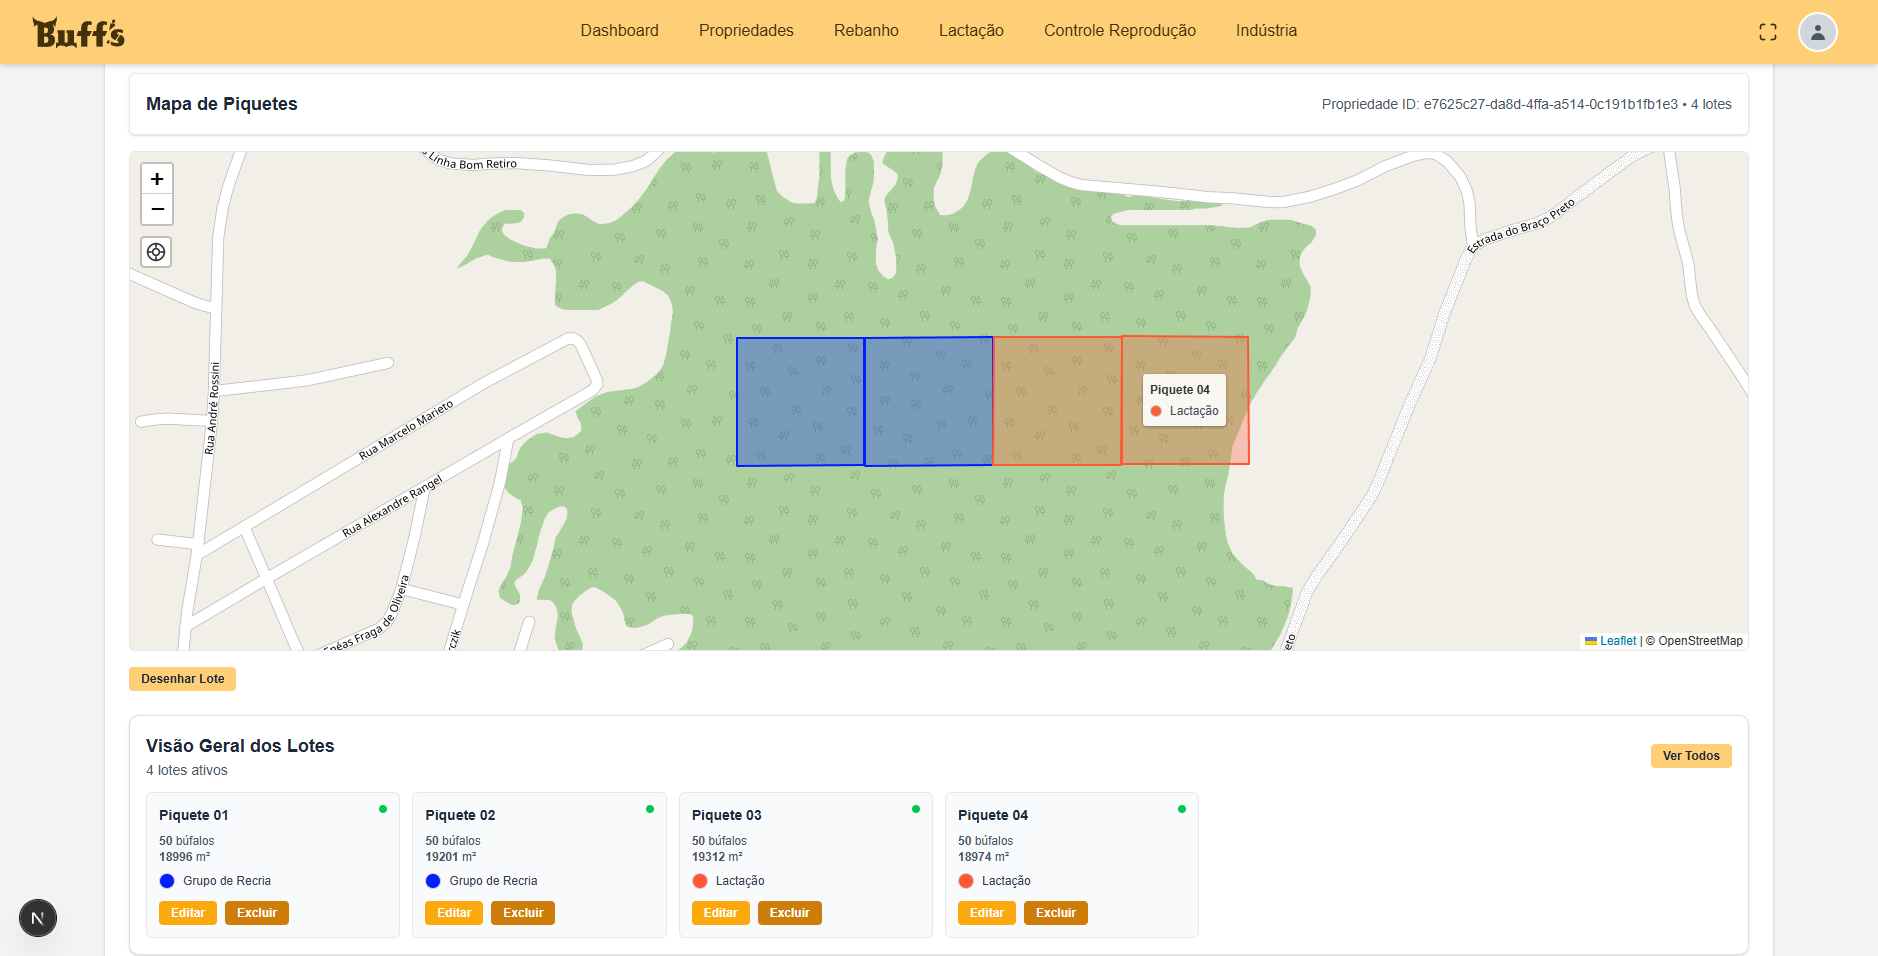 Buff's
Dashboard
Propriedades
Rebanho
Lactação
Controle Reprodução
Indústria
Mapa de Piquetes
Propriedade ID: e7625c27-da8d-4ffa-a514-0c191b1fb1e3 • 4 lotes
+
−
Linha Bom Retiro
Estrada do Braço Preto
Rua André Rossini
Rua Marcelo Marieto
Rua Alexandre Rangel
Enéas Fraga de Oliveira
rczik
eto
Piquete 04
Lactação
Leaflet | © OpenStreetMap
Desenhar Lote
Visão Geral dos Lotes
4 lotes ativos
Ver Todos
Piquete 01
50 búfalos
18996 m²
Grupo de Recria
Editar
Excluir
Piquete 02
50 búfalos
19201 m²
Grupo de Recria
Editar
Excluir
Piquete 03
50 búfalos
19312 m²
Lactação
Editar
Excluir
Piquete 04
50 búfalos
18974 m²
Lactação
Editar
Excluir
N